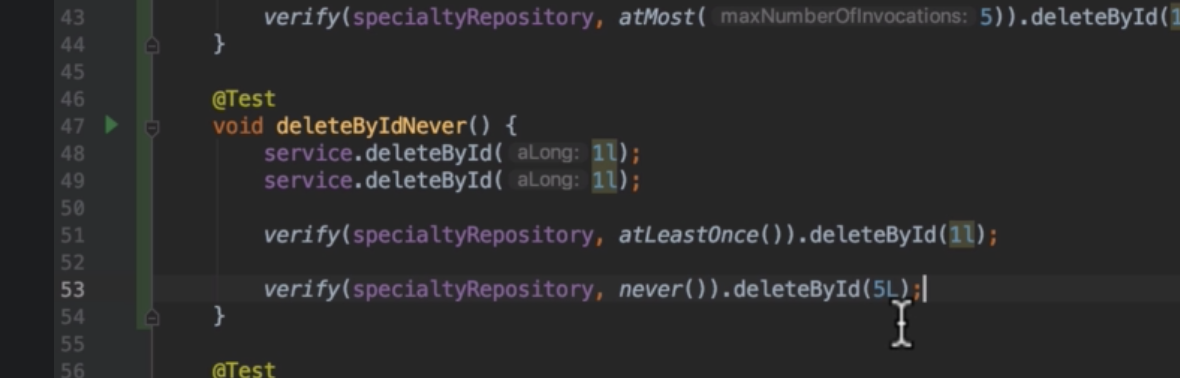 43 verify(specialtyRepository, atMost( maxNumberOfInvocations: 5)).deleteById(1
44 }
45
46 @Test
47 void deleteByIdNever() {
48 service.deleteById( aLong: 1l);
49 service.deleteById( aLong: 1l);
50
51 verify(specialtyRepository, atLeastOnce()).deleteById(1l);
52
53 verify(specialtyRepository, never()).deleteById(5L);
54 }
55
56 @Test